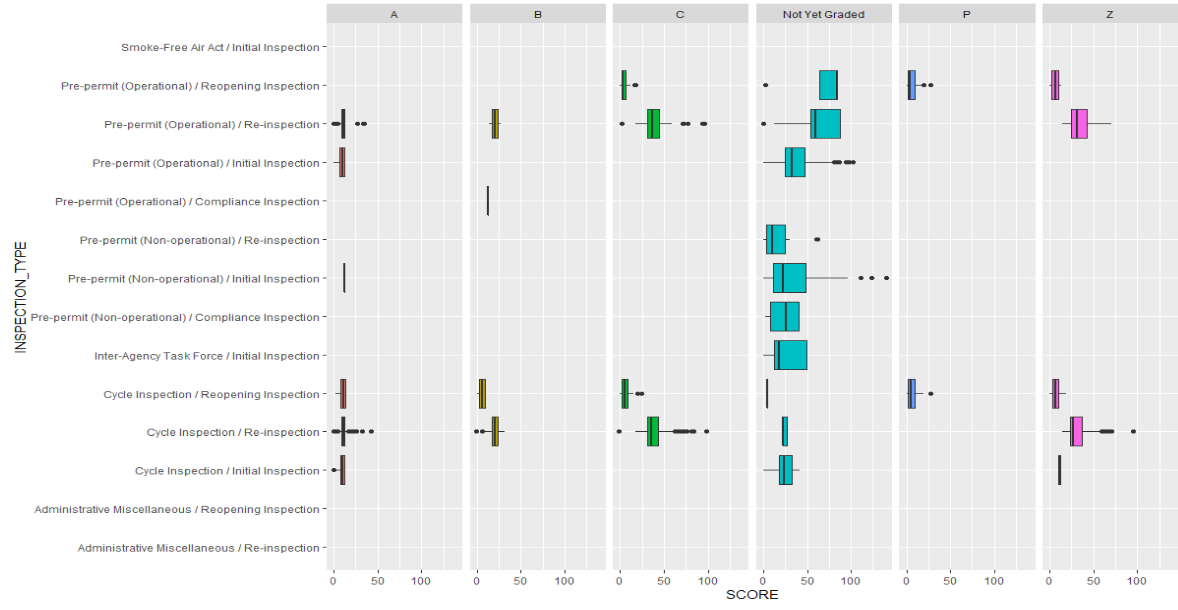 A B C Not Yet Graded P Z
Smoke-Free Air Act / Initial Inspection
Pre-permit (Operational) / Reopening Inspection
Pre-permit (Operational) / Re-inspection
Pre-permit (Operational) / Initial Inspection
Pre-permit (Operational) / Compliance Inspection
Pre-permit (Non-operational) / Re-inspection
Pre-permit (Non-operational) / Initial Inspection
Pre-permit (Non-operational) / Compliance Inspection
Inter-Agency Task Force / Initial Inspection
Cycle Inspection / Reopening Inspection
Cycle Inspection / Re-inspection
Cycle Inspection / Initial Inspection
Administrative Miscellaneous / Reopening Inspection
Administrative Miscellaneous / Re-inspection
INSPECTION_TYPE
0 50 100 0 50 100 0 50 100 0 50 100 0 50 100 0 50 100
SCORE